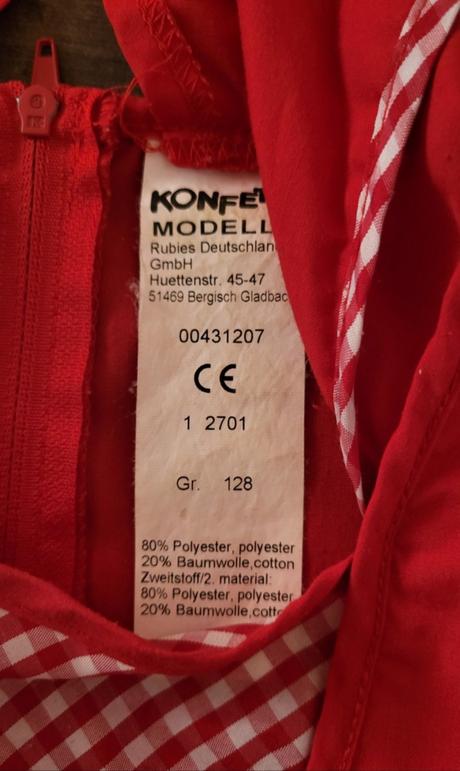 KONFET
MODELL
Rubies Deutschlan
GmbH
Huettenstr. 45-47
51469 Bergisch Gladbac
00431207
CE
1 2701
Gr. 128
80% Polyester, polyester
20% Baumwolle,cotton
Zweitstoff/2. material:
80% Polyester, polyester
20% Baumwolle,cotto